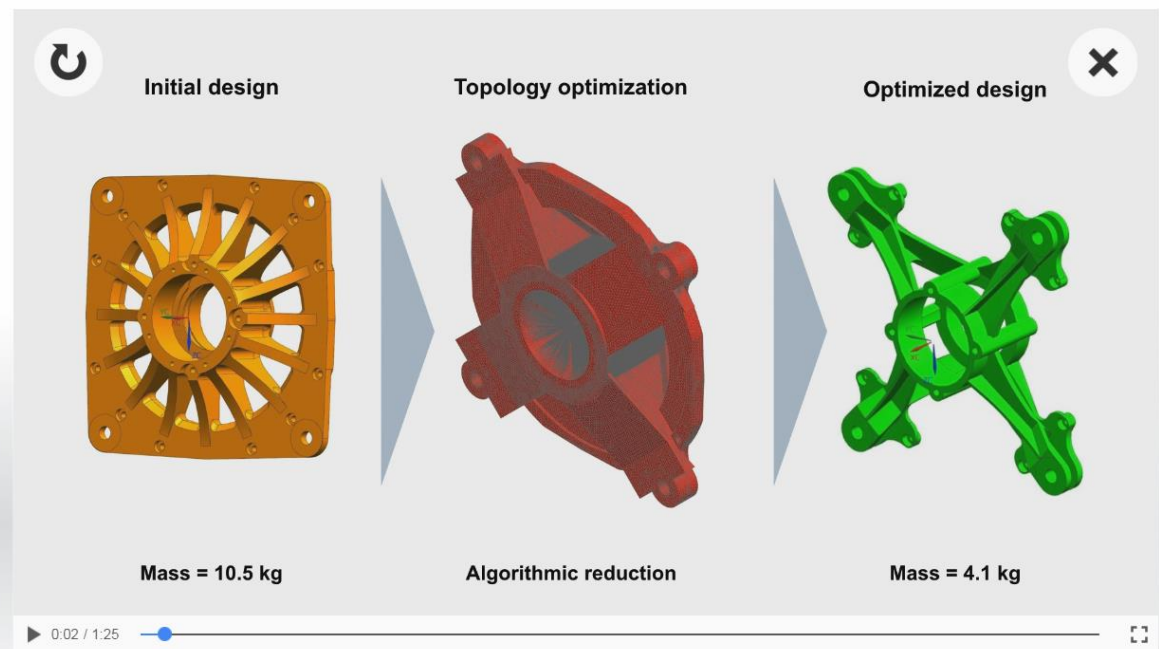 Initial design
Topology optimization
Optimized design
Mass = 10.5 kg
Algorithmic reduction
Mass = 4.1 kg
0:02 / 1:25